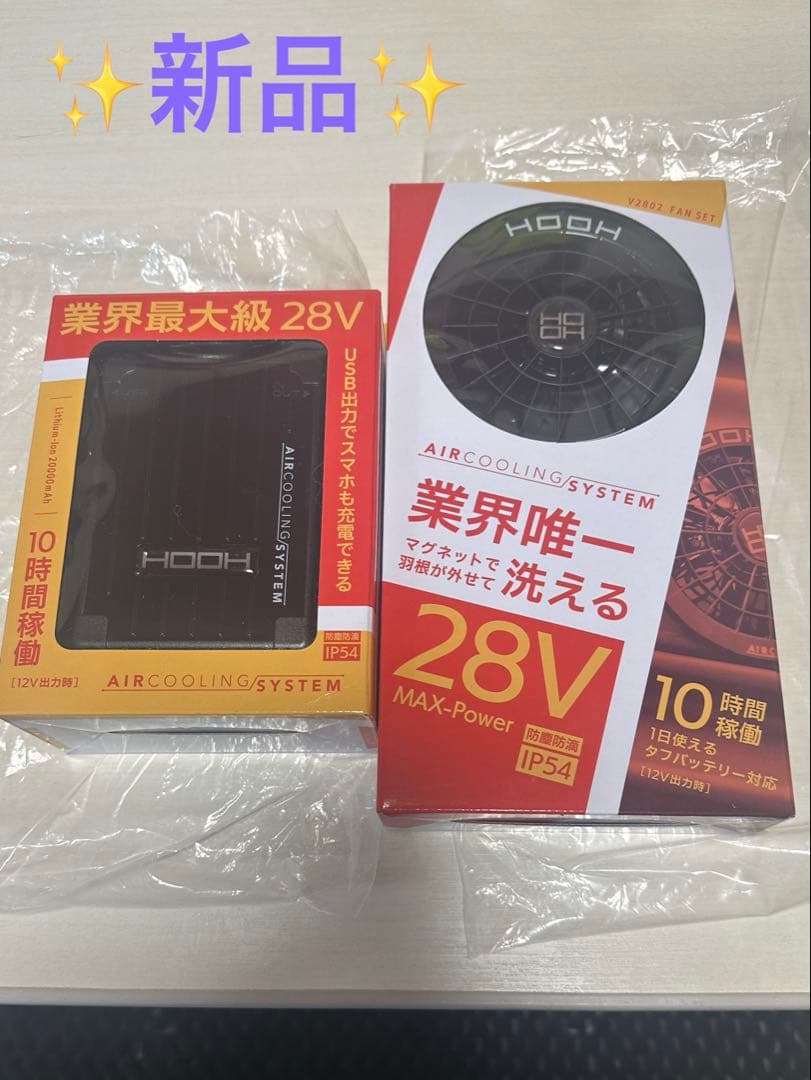 ✨新品✨
業界最大級 28V
Lithium-Ion 20000mAh
10時間稼働
[12V出力時]
OUT
AIRCOOLING/SYSTEM
HOOH
USB出力でスマホも充電できる
防塵防滴
IP54
AIRCOOLING/SYSTEM
V2802 FAN SET
HOOH
HOOH
AIRCOOLING/SYSTEM
業界唯一
マグネットで
羽根が外せて 洗える
28V
MAX-Power
防塵防滴
IP54
HOOH
10時間
稼働
1日使える
タフバッテリー対応
[12V出力時]